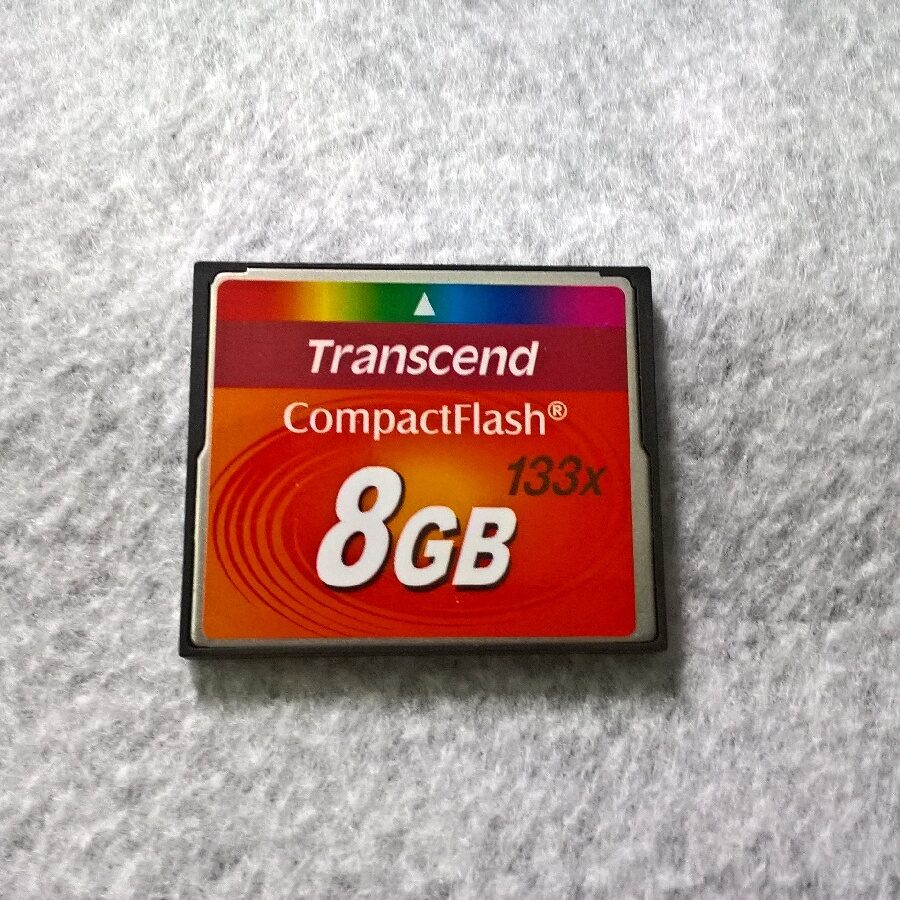 Transcend
CompactFlash®
133x
8GB